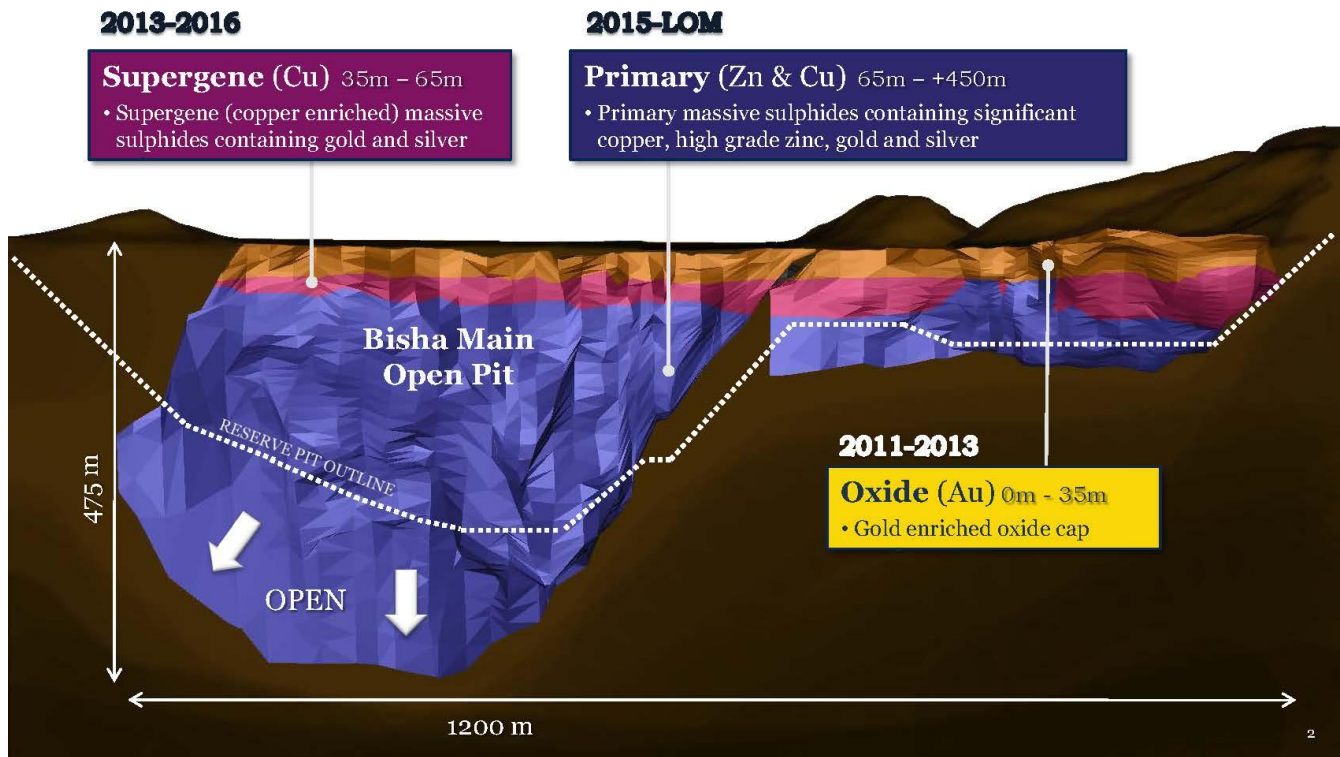 2013-2016
Supergene (Cu) 35m – 65m
• Supergene (copper enriched) massive
sulphides containing gold and silver
2015-LOM
Primary (Zn & Cu) 65m – +450m
• Primary massive sulphides containing significant
copper, high grade zinc, gold and silver
Bisha Main
Open Pit
RESERVE PIT OUTLINE
475 m
OPEN
2011-2013
Oxide (Au) 0m - 35m
• Gold enriched oxide cap
1200 m
2